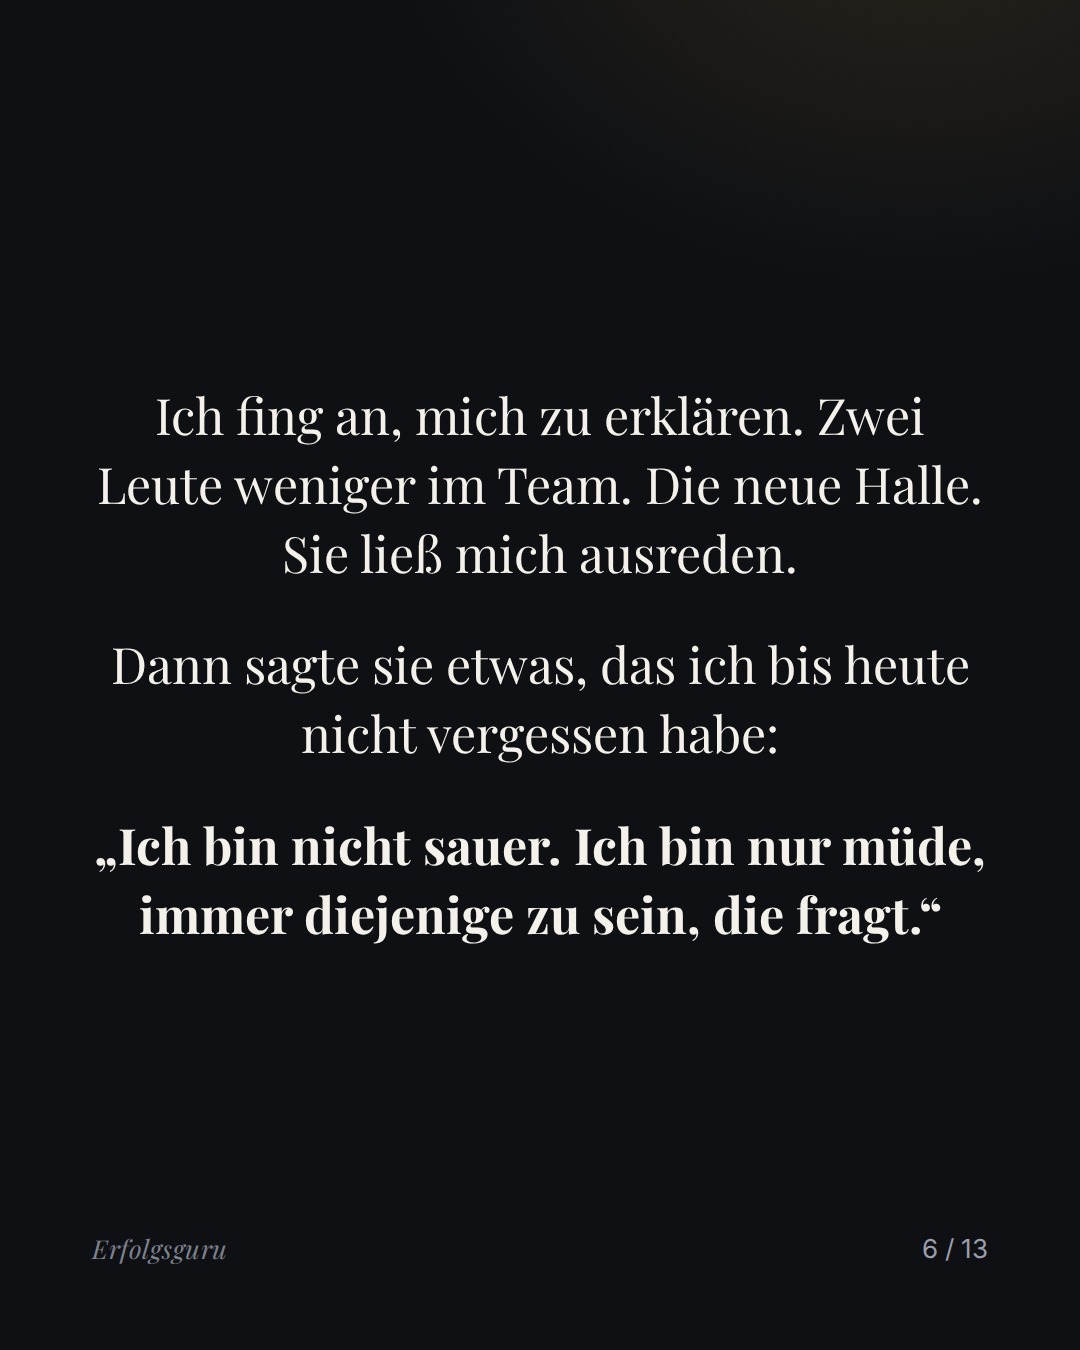 Ich fing an, mich zu erklären. Zwei
Leute weniger im Team. Die neue Halle.
Sie ließ mich ausreden.
Dann sagte sie etwas, das ich bis heute
nicht vergessen habe:
„Ich bin nicht sauer. Ich bin nur müde,
immer diejenige zu sein, die fragt.“
Erfolgsguru
6 / 13